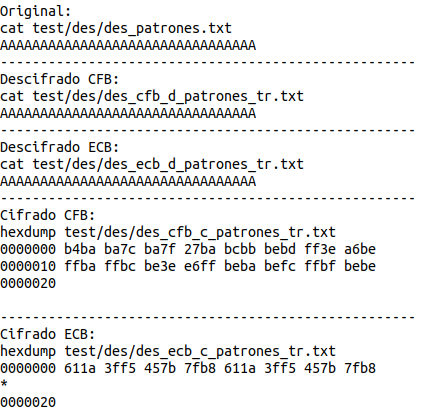 Original:
cat test/des/des_patrones.txt
AAAAAAAAAAAAAAAAAAAAAAAAAAAAAAAA
----------------------------------------------------
Descifrado CFB:
cat test/des/des_cfb_d_patrones_tr.txt
AAAAAAAAAAAAAAAAAAAAAAAAAAAAAAAA
----------------------------------------------------
Descifrado ECB:
cat test/des/des_ecb_d_patrones_tr.txt
AAAAAAAAAAAAAAAAAAAAAAAAAAAAAAAA
----------------------------------------------------
Cifrado CFB:
hexdump test/des/des_cfb_c_patrones_tr.txt
0000000 b4ba ba7c ba7f 27ba bcbb bebd ff3e a6be
0000010 ffba ffbc be3e e6ff beba befc ffbf bebe
0000020
----------------------------------------------------
Cifrado ECB:
hexdump test/des/des_ecb_c_patrones_tr.txt
0000000 611a 3ff5 457b 7fb8 611a 3ff5 457b 7fb8
*
0000020